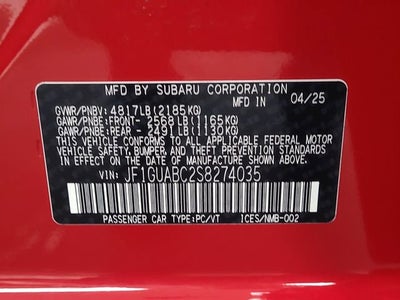 MFD BY SUBARU CORPORATION 04/25
GVWR/PNBV: 4817LB (2185KG)
GAWR/PNBE:FRONT- 2568LB (1165KG)
GAWR/PNBE:REAR - 2491LB (1130KG)
THIS VEHICLE CONFORMS TO ALL APPLICABLE FEDERAL MOTOR
VEHICLE SAFETY, BUMPER, AND THEFT PREVENTION STANDARDS
IN EFFECT ON THE DATE OF MANUFACTURE SHOWN ABOVE.
VIN: JF1GUABC2S8274035
PASSENGER CAR TYPE:PC/VT ICES/NMB-002